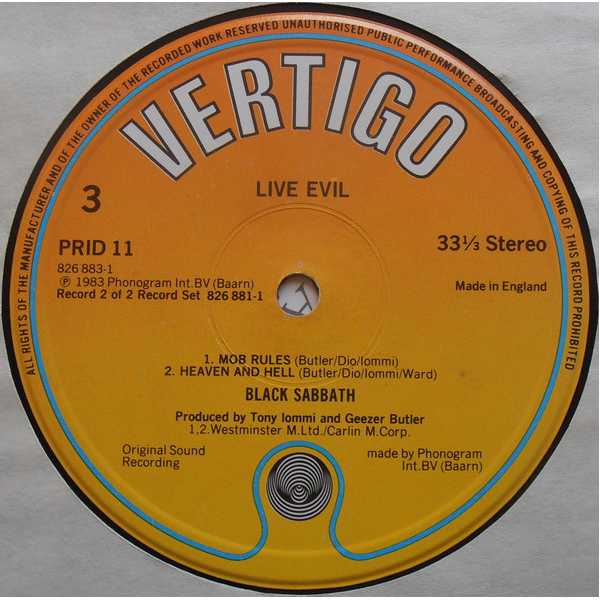 ALL RIGHTS OF THE MANUFACTURER AND OF THE OWNER OF THE RECORDED WORK RESERVED UNAUTHORISED PUBLIC PERFORMANCE BROADCASTING AND COPYING OF THIS RECORD PROHIBITED
VERTIGO
LIVE EVIL
3
PRID 11
33⅓ Stereo
826 883-1
℗ 1983 Phonogram Int.BV (Baarn)
Record 2 of 2 Record Set 826 881-1
Made in England
1. MOB RULES (Butler/Dio/Iommi)
2. HEAVEN AND HELL (Butler/Dio/Iommi/Ward)
BLACK SABBATH
Produced by Tony Iommi and Geezer Butler
1,2.Westminster M.Ltd./Carlin M.Corp.
Original Sound
Recording
made by Phonogram
Int.BV (Baarn)